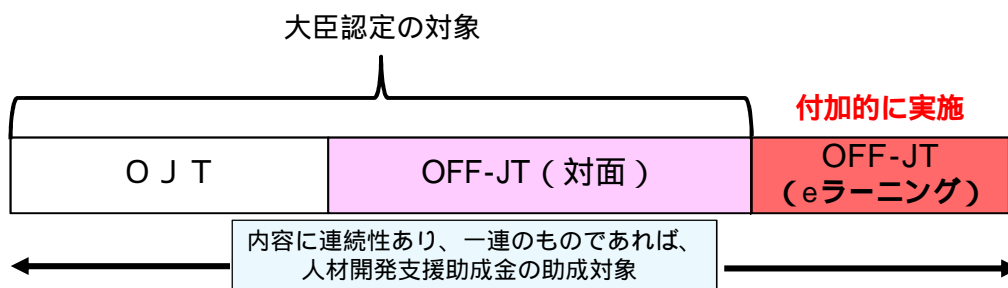 大臣認定の対象
付加的に実施
ＯＪＴ
OFF-JT（対面）
OFF-JT
（eラーニング）
内容に連続性あり、一連のものであれば、
人材開発支援助成金の助成対象